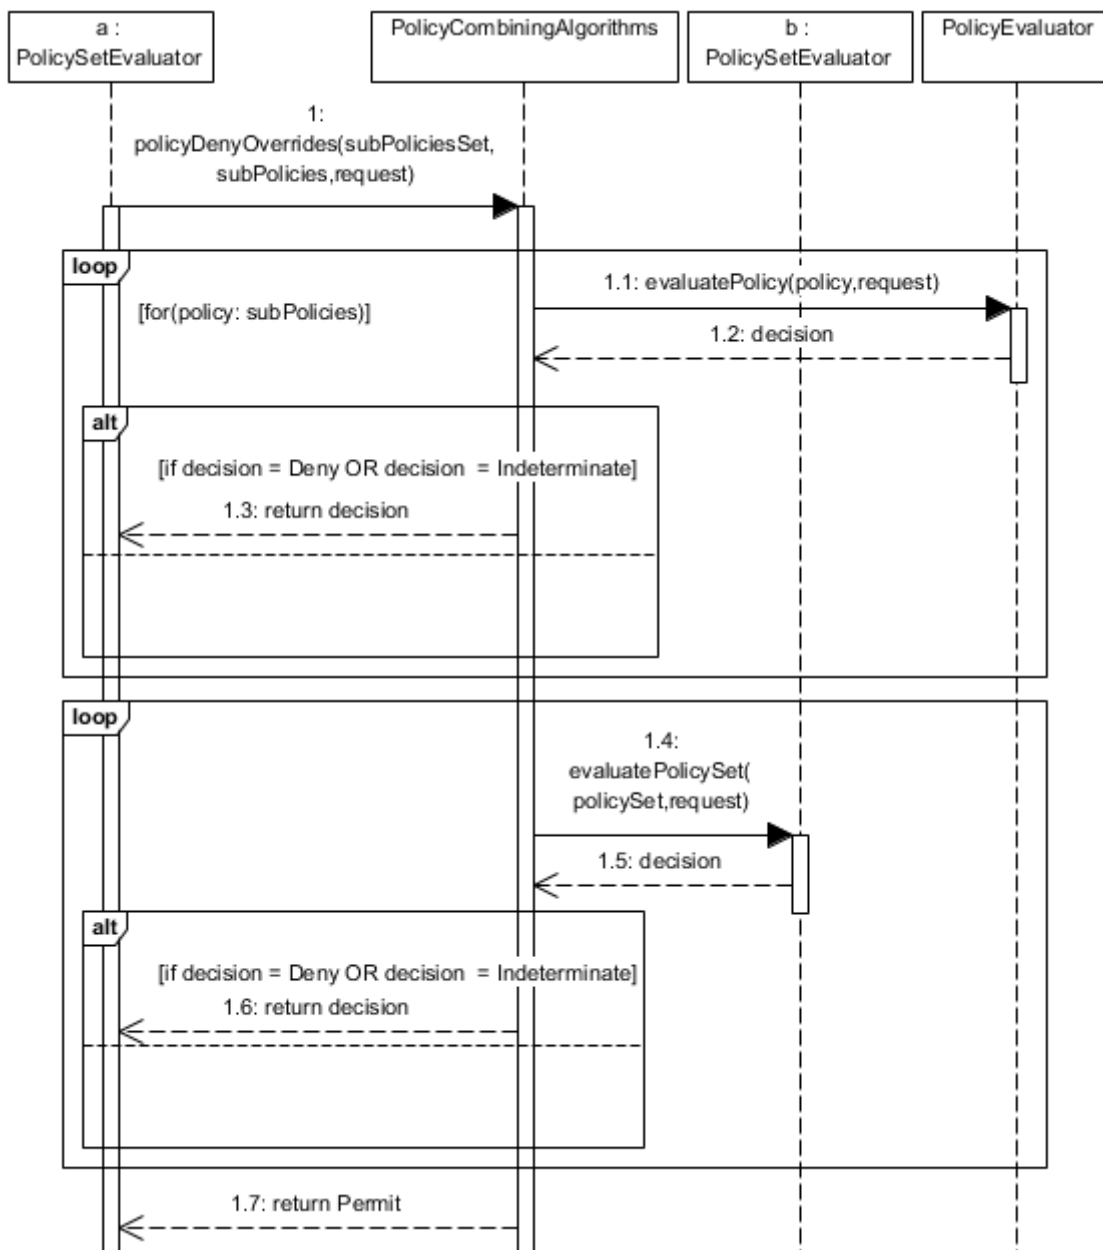 a :
PolicySetEvaluator
PolicyCombiningAlgorithms
b :
PolicySetEvaluator
PolicyEvaluator
1:
policyDenyOverrides(subPoliciesSet,
subPolicies,request)
loop
1.1: evaluatePolicy(policy,request)
[for(policy: subPolicies)]
1.2: decision
alt
[if decision = Deny OR decision = Indeterminate]
1.3: return decision
loop
1.4:
evaluatePolicySet(
policySet,request)
1.5: decision
alt
[if decision = Deny OR decision = Indeterminate]
1.6: return decision
1.7: return Permit